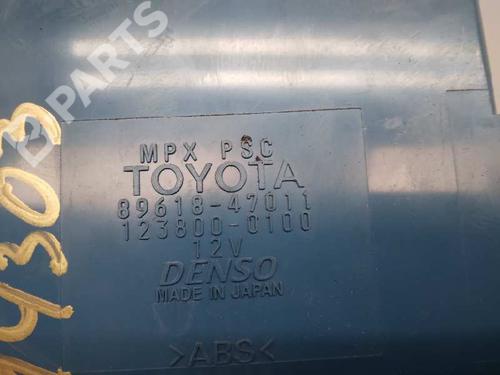 PARTS
MPX PSC
TOYOTA
89618-47011
123800-0100
12V
DENSO
MADE IN JAPAN
>ABS<